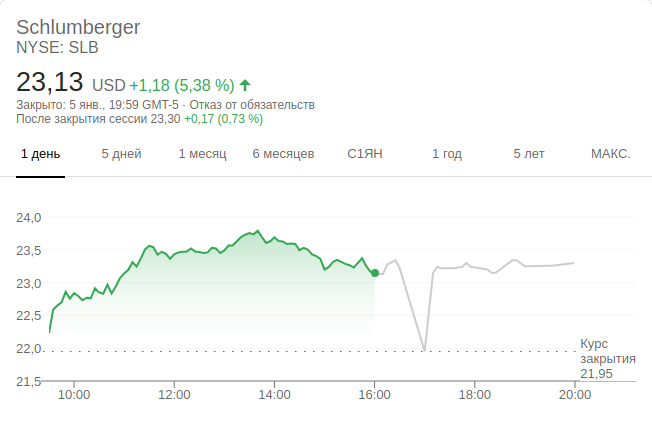 Schlumberger
NYSE: SLB
23,13 USD +1,18 (5,38 %)
Закрыто: 5 янв., 19:59 GMT-5 · Отказ от обязательств
После закрытия сессии 23,30 +0,17 (0,73 %)
1 день 5 дней 1 месяц 6 месяцев С1ЯН 1 год 5 лет МАКС.
24,0
23,5
23,0
22,5
22,0
Курс
закрытия
21,95
21,5
10:00 12:00 14:00 16:00 18:00 20:00